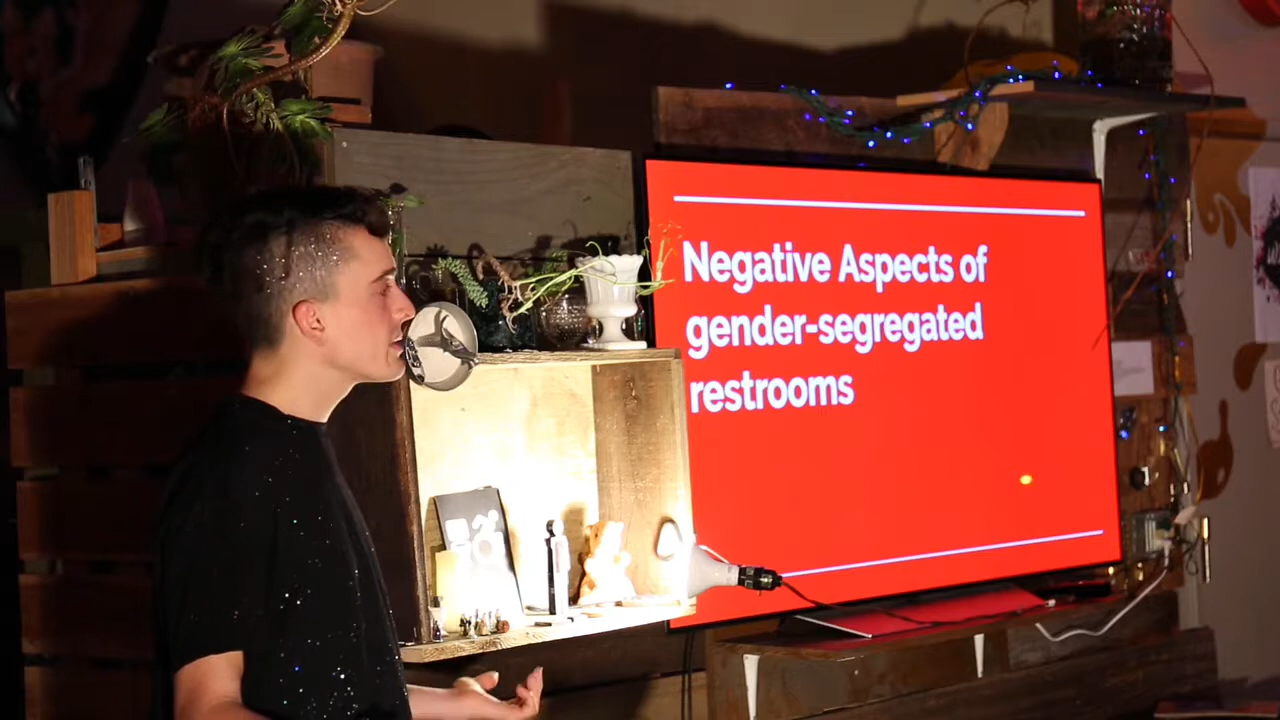 Negative Aspects of
gender-segregated
restrooms